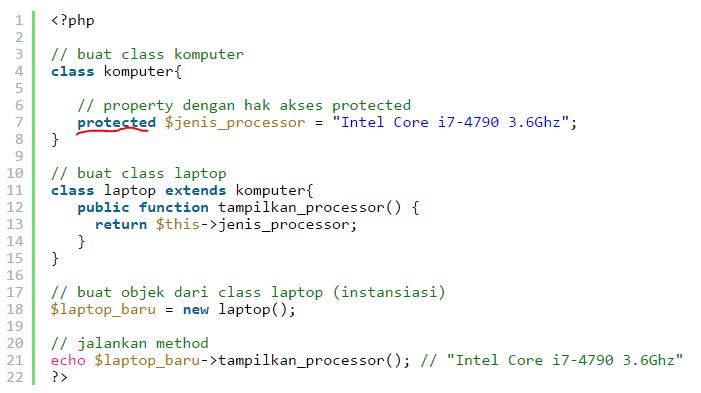 1 <?php
2
3 // buat class komputer
4 class komputer{
5
6    // property dengan hak akses protected
7    protected $jenis_processor = "Intel Core i7-4790 3.6Ghz";
8 }
9
10 // buat class laptop
11 class laptop extends komputer{
12    public function tampilkan_processor() {
13      return $this->jenis_processor;
14    }
15 }
16
17 // buat objek dari class laptop (instansiasi)
18 $laptop_baru = new laptop();
19
20 // jalankan method
21 echo $laptop_baru->tampilkan_processor(); // "Intel Core i7-4790 3.6Ghz"
22 ?>